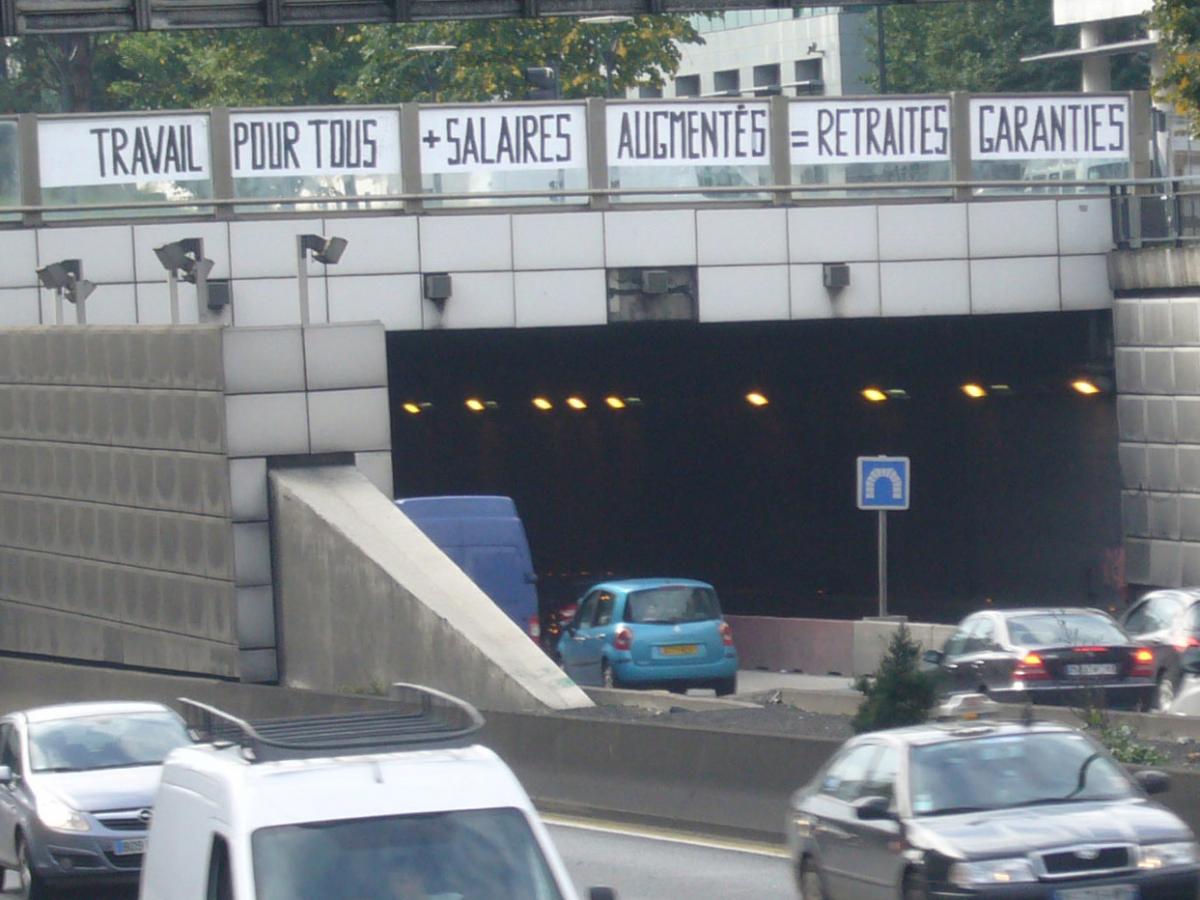 TRAVAIL POUR TOUS + SALAIRES AUGMENTÉS = RETRAITES GARANTIES